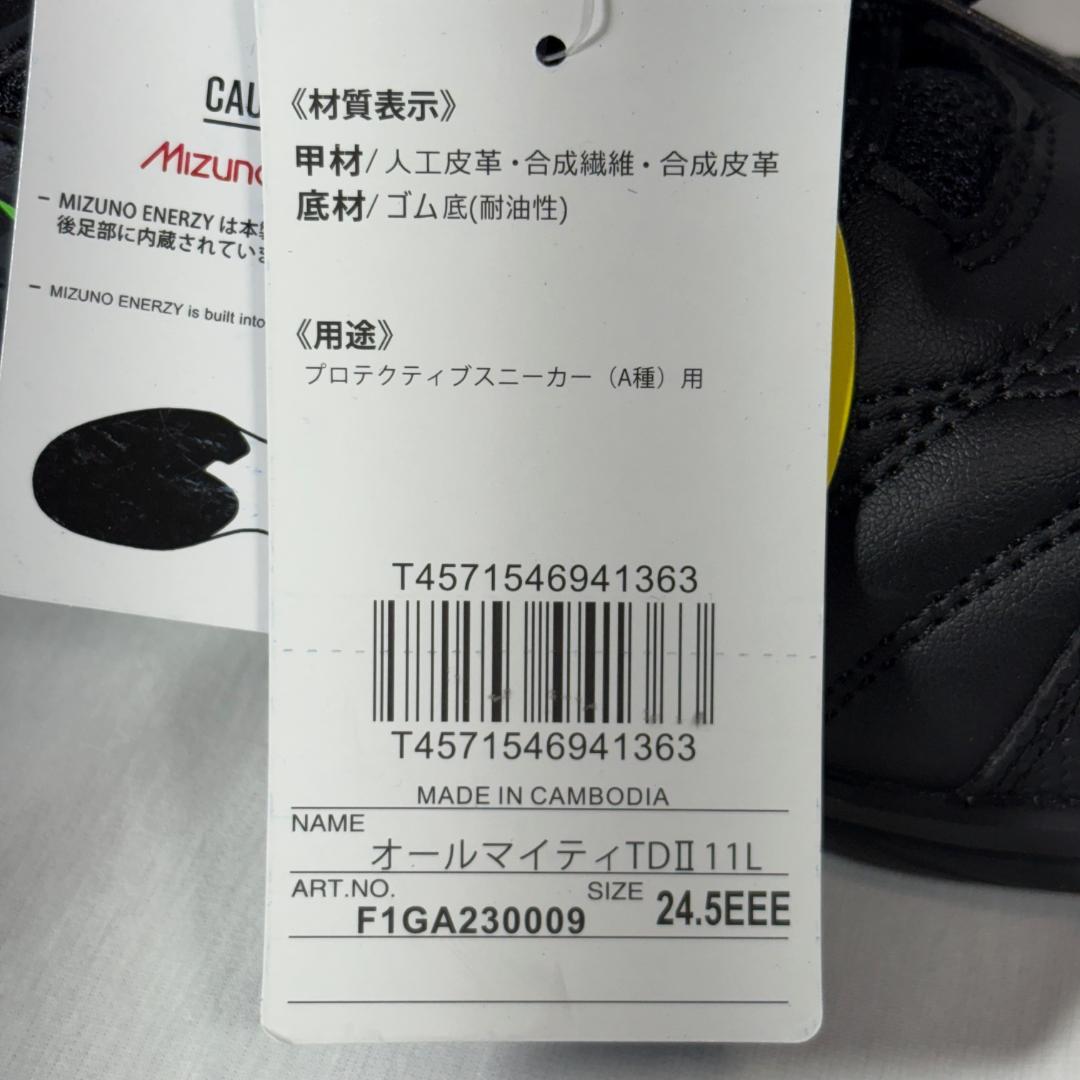 CAU
MIZUNO
- MIZUNO ENERZY は本
後足部に内蔵されてい
- MIZUNO ENERZY is built into
《材質表示》
甲材/ 人工皮革・合成繊維・合成皮革
底材/ ゴム底(耐油性)
《用途》
プロテクティブスニーカー（A種）用
T4571546941363
T4571546941363
MADE IN CAMBODIA
NAME
オールマイティTDⅡ11L
ART.NO. SIZE
F1GA230009 24.5EEE